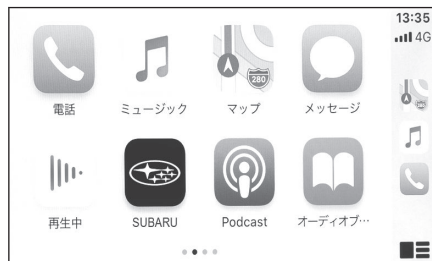 13:35
4G
280
電話
ミュージック
マップ
メッセージ
再生中
SUBARU
Podcast
オーディオブ…